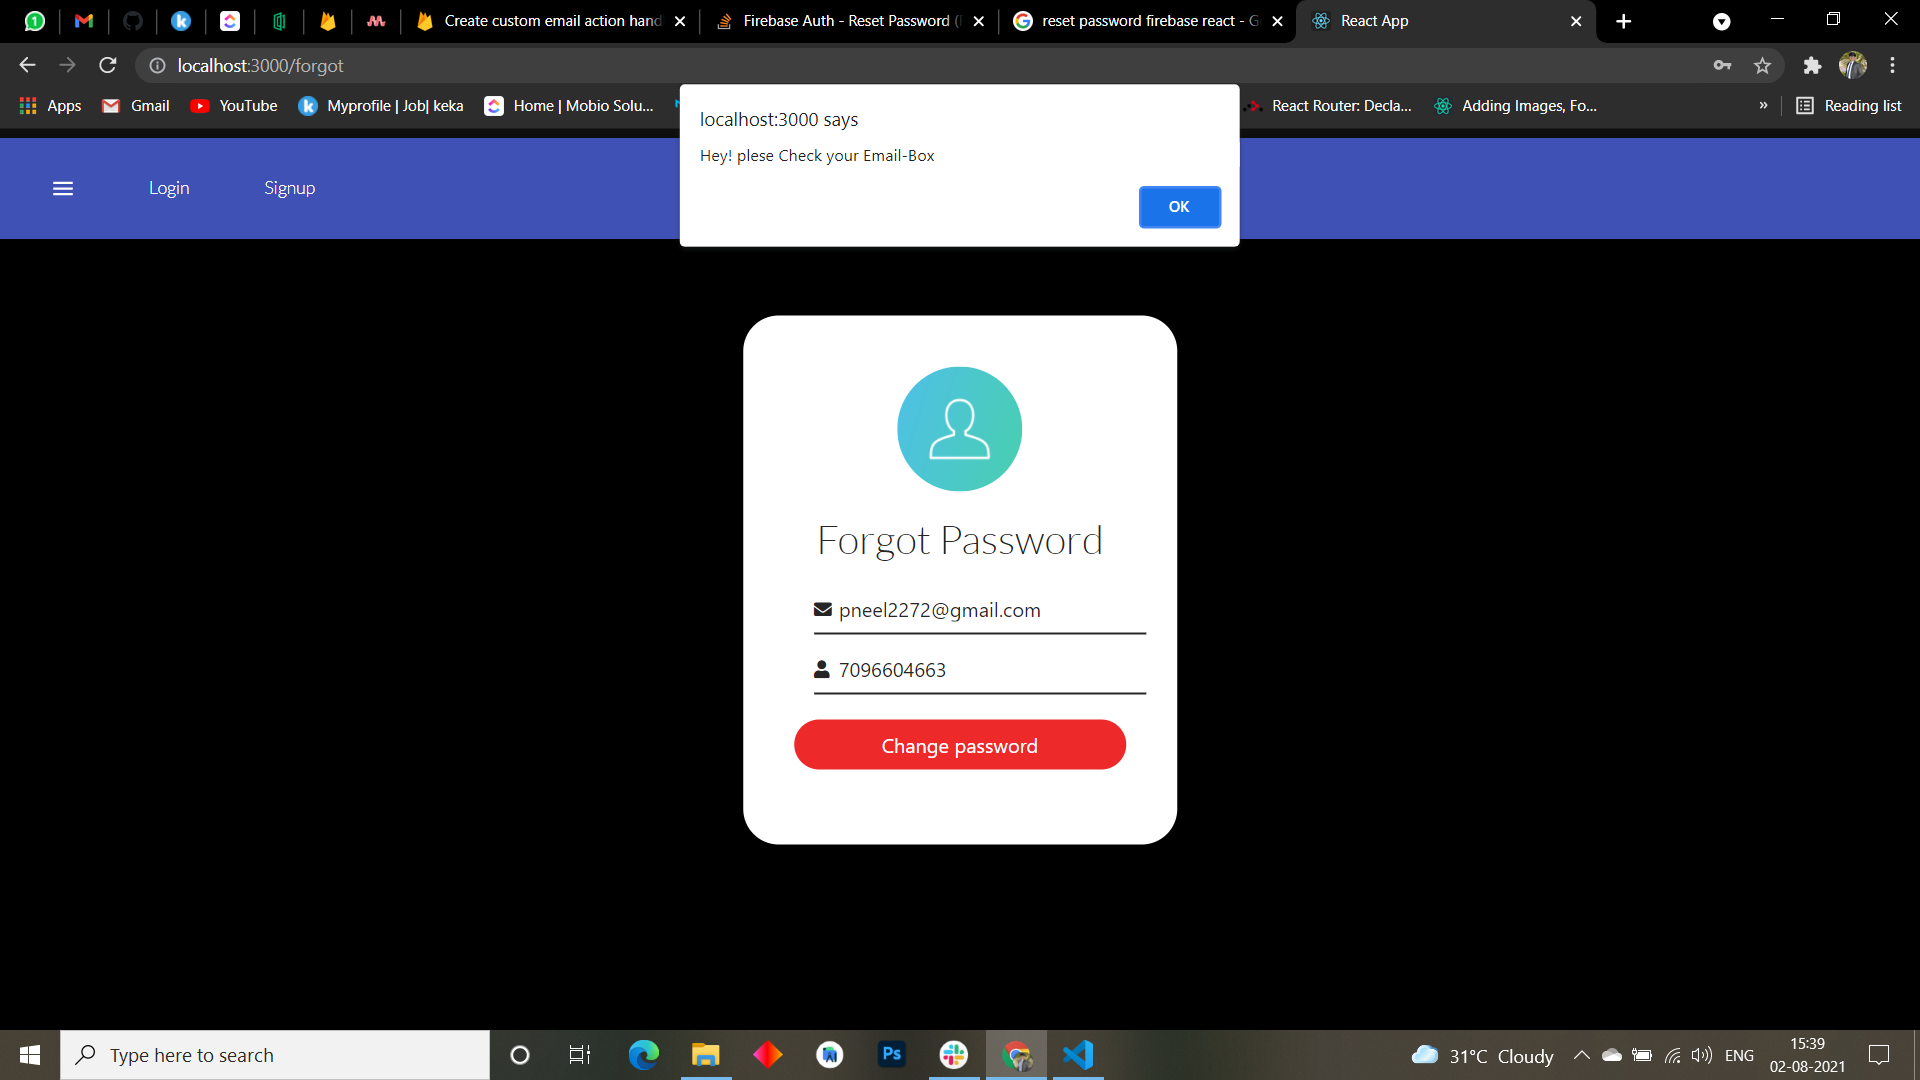 Create custom email action hand
Firebase Auth - Reset Password (
reset password firebase react - G
React App
localhost:3000/forgot
Apps
Gmail
YouTube
Myprofile | Job| keka
Home | Mobio Solu...
React Router: Decla...
Adding Images, Fo...
»
Reading list
localhost:3000 says
Hey! plese Check your Email-Box
OK
Login
Signup
Forgot Password
pneel2272@gmail.com
7096604663
Change password
Type here to search
Ps
31°C Cloudy
ENG
15:39
02-08-2021